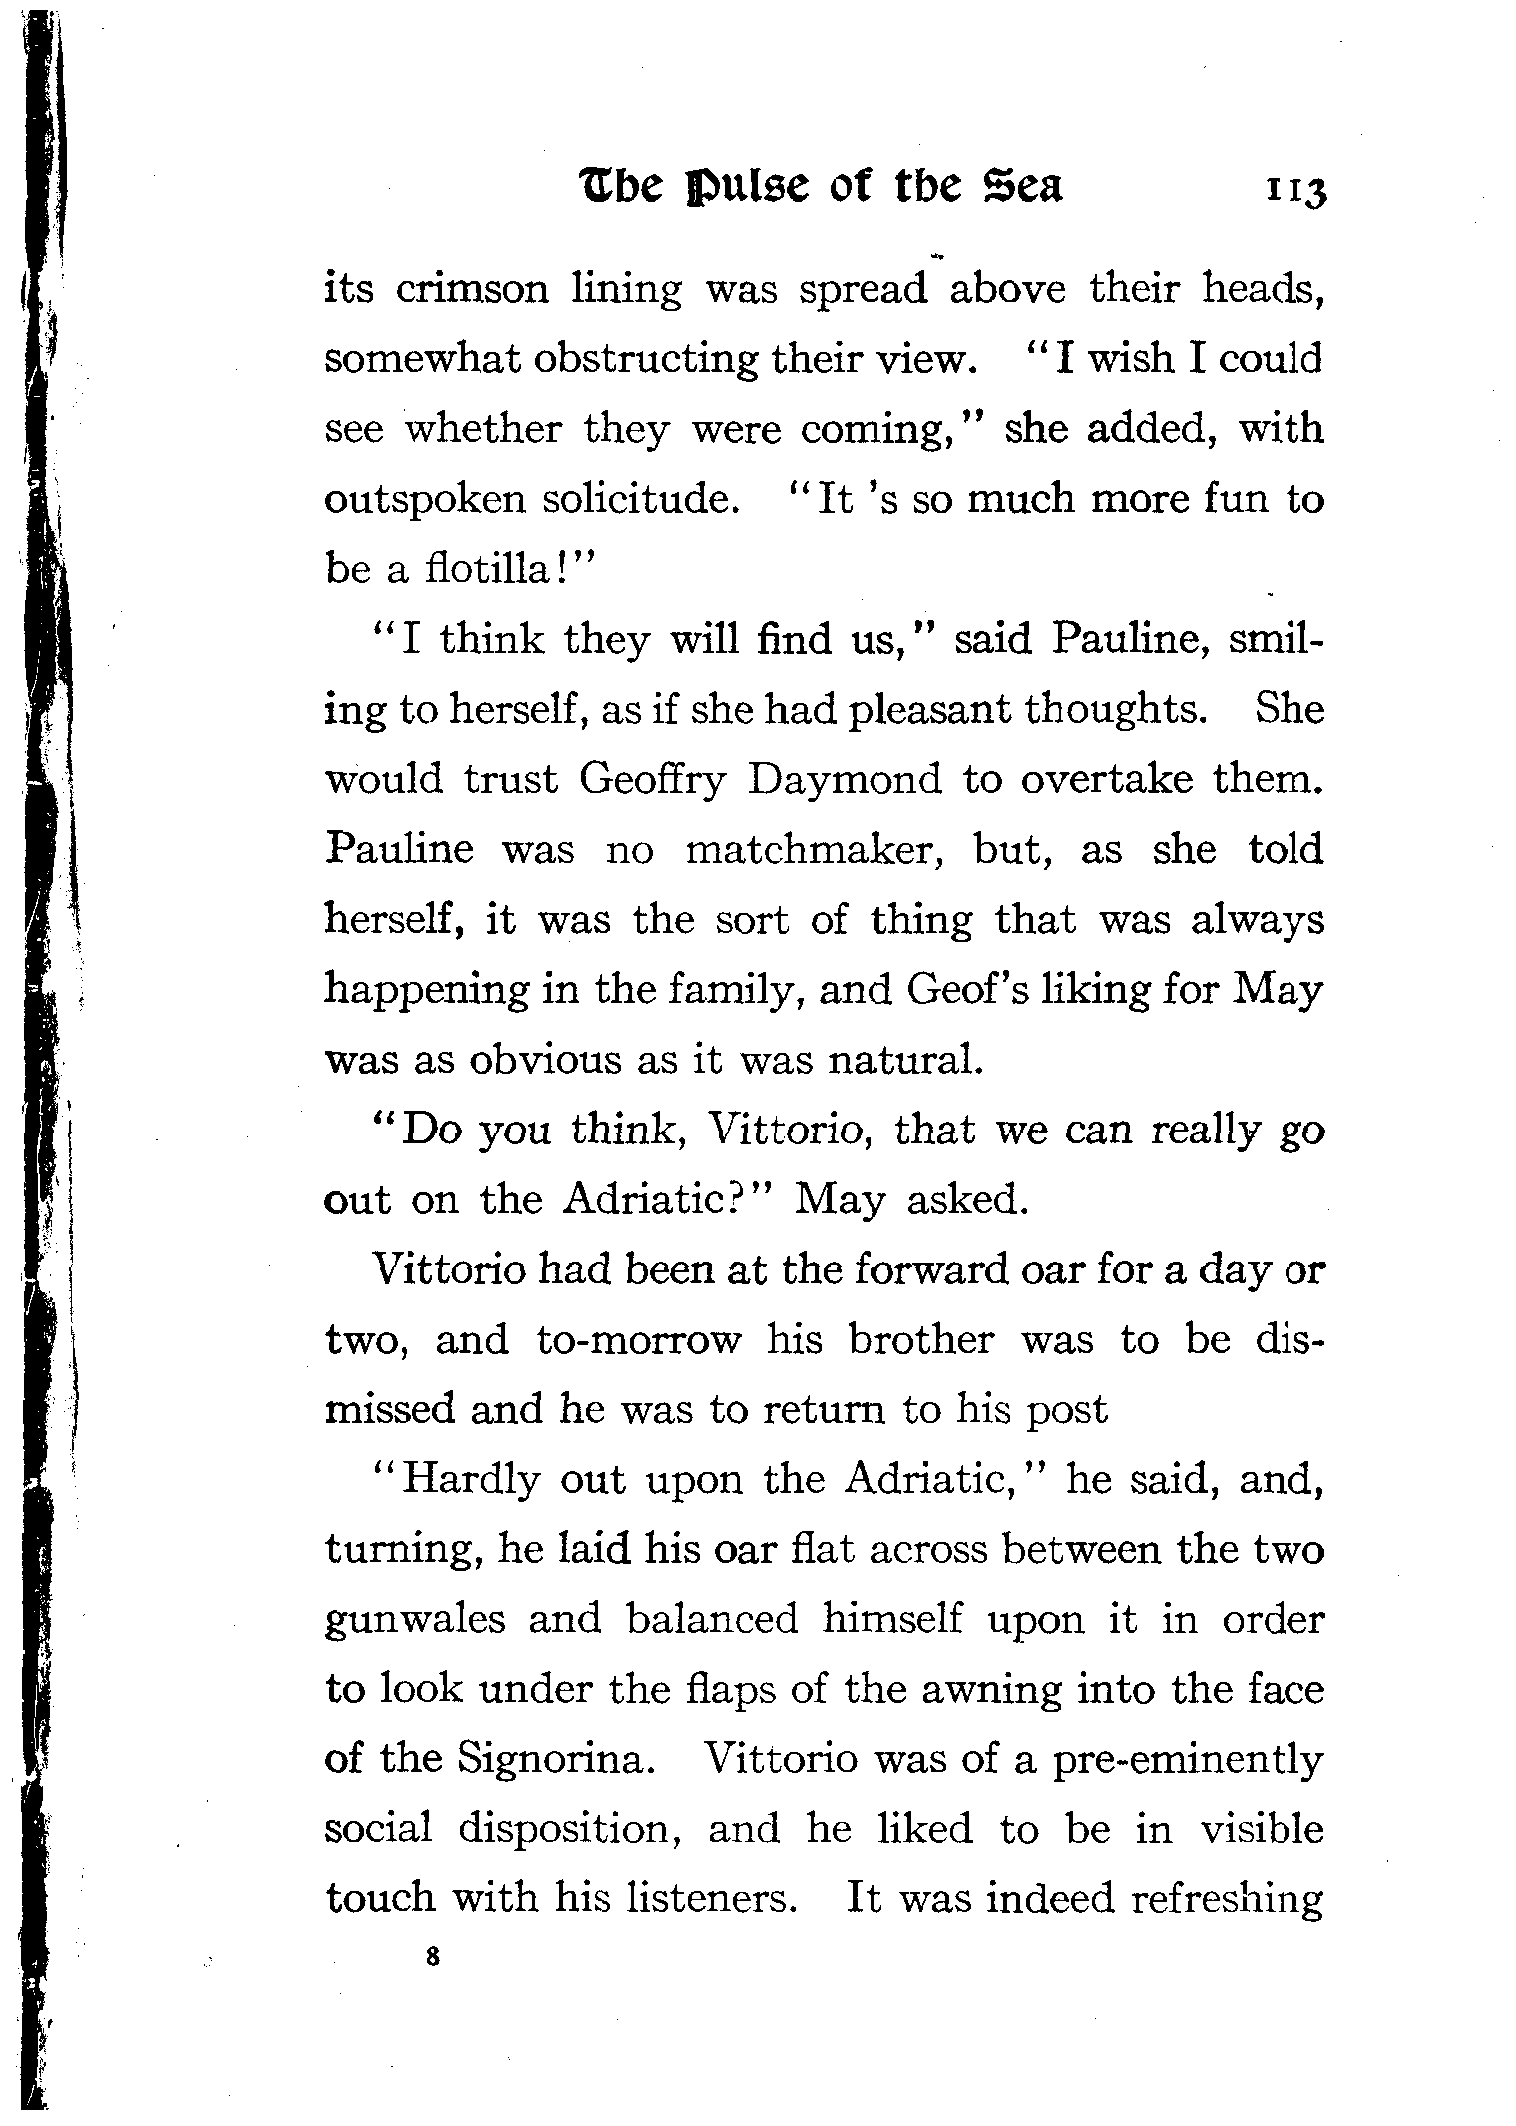 The Pulse of the Sea 113
its crimson lining was spread above their heads,
somewhat obstructing their view. "I wish I could
see whether they were coming," she added, with
outspoken solicitude. "It 's so much more fun to
be a flotilla!"
"I think they will find us," said Pauline, smil-
ing to herself, as if she had pleasant thoughts. She
would trust Geoffry Daymond to overtake them.
Pauline was no matchmaker, but, as she told
herself, it was the sort of thing that was always
happening in the family, and Geof's liking for May
was as obvious as it was natural.
"Do you think, Vittorio, that we can really go
out on the Adriatic?" May asked.
Vittorio had been at the forward oar for a day or
two, and to-morrow his brother was to be dis-
missed and he was to return to his post
"Hardly out upon the Adriatic," he said, and,
turning, he laid his oar flat across between the two
gunwales and balanced himself upon it in order
to look under the flaps of the awning into the face
of the Signorina. Vittorio was of a pre-eminently
social disposition, and he liked to be in visible
touch with his listeners. It was indeed refreshing
8